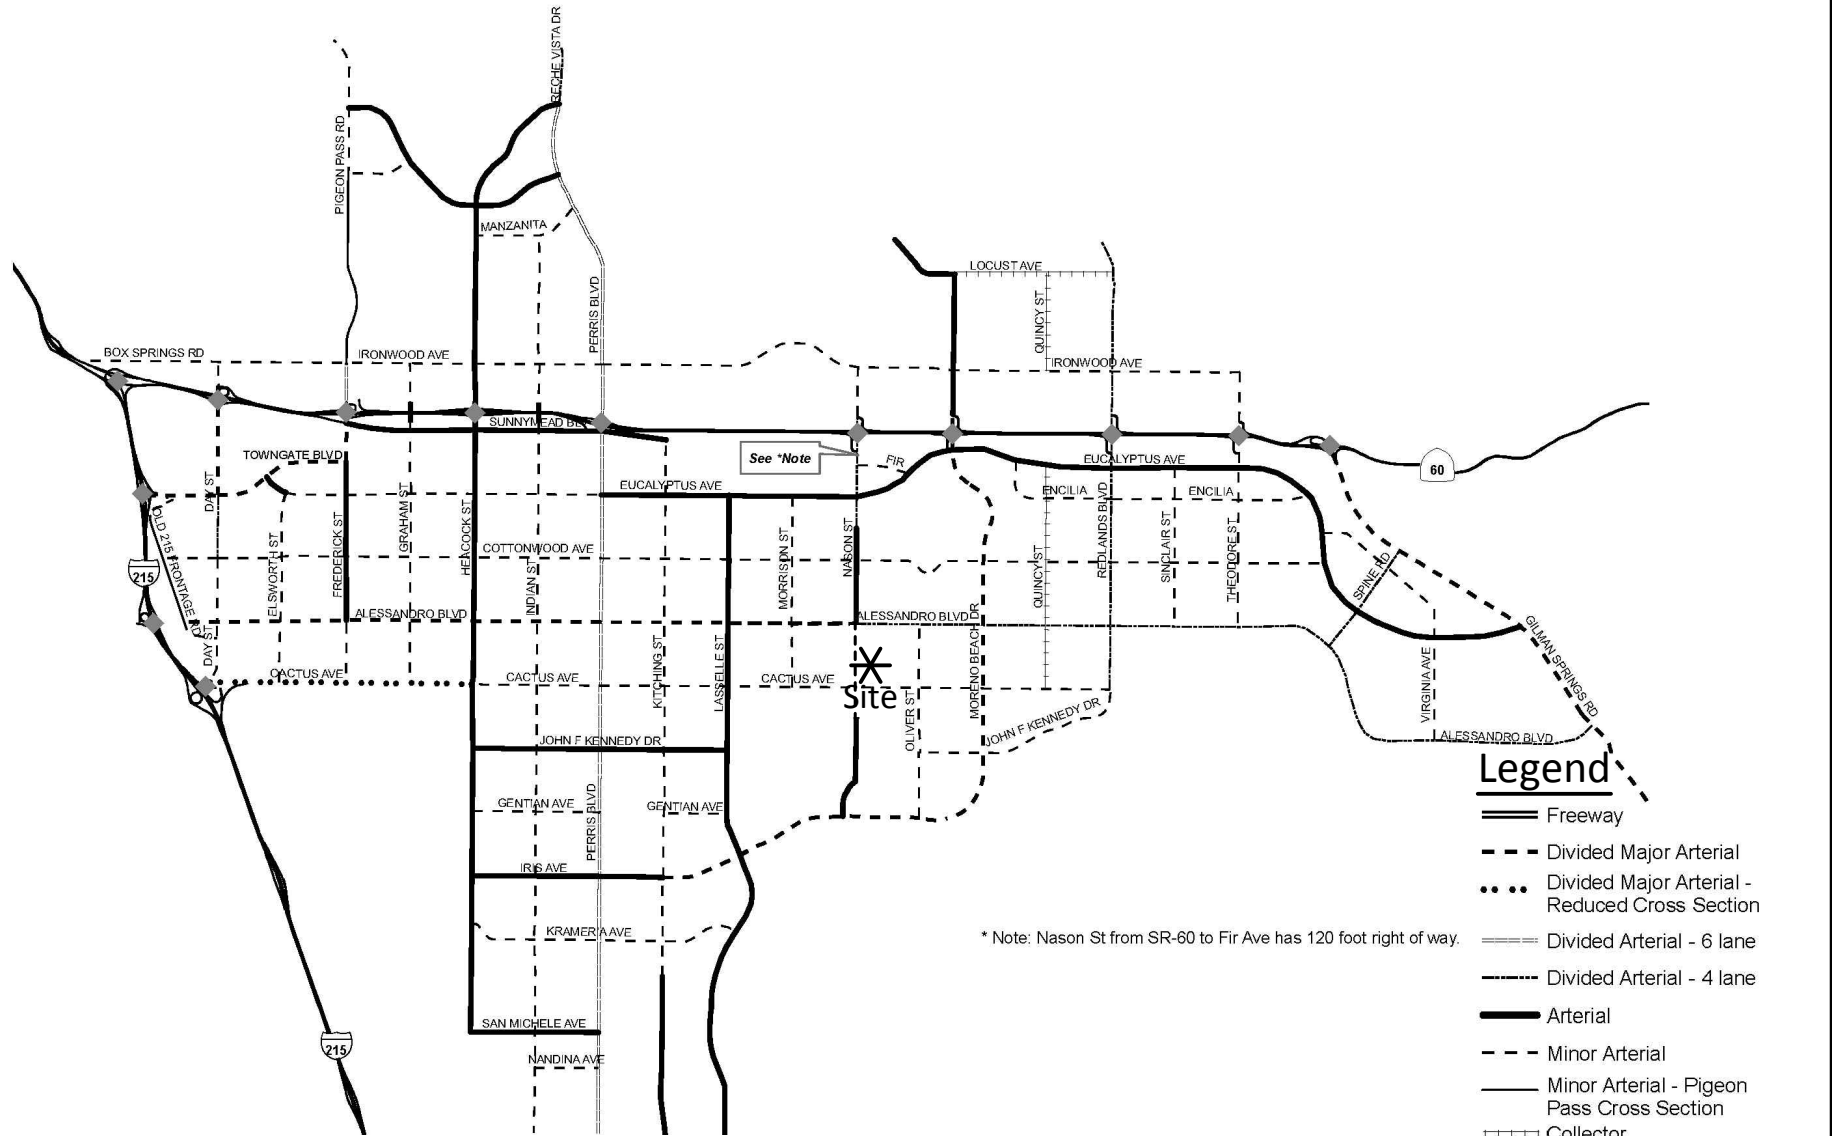 RECHE VISTA DR
PIGEON PASS RD
MANZANITA
LOCUST AVE
PERRIS BLVD
QUINCY ST
BOX SPRINGS RD
IRONWOOD AVE
IRONWOOD AVE
SUNNYMEAD BL
See *Note
TOWNGATE BLVD
FIR
EUCALYPTUS AVE
60
DAY ST
EUCALYPTUS AVE
ENCILIA
ENCILIA
OLD 215 FRONTAGE RD
ELSWORTH ST
FREDERICK ST
GRAHAM ST
HEACOCK ST
COTTONWOOD AVE
INDIAN ST
MORRISON ST
NASON ST
QUINCY ST
REDLANDS BLVD
SINCLAIR ST
THEODORE ST
SPINE RD
215
ALESSANDRO BLVD
ALESSANDRO BLVD
GILMAN SPRINGS RD
DAY ST
CACTUS AVE
CACTUS AVE
KITCHING ST
LASSELLE ST
CACTUS AVE
Site
OLIVER ST
MORENO BEACH DR
JOHN F KENNEDY DR
VIRGINIA AVE
ALESSANDRO BLVD
JOHN F KENNEDY DR
GENTIAN AVE
PERRIS BLVD
GENTIAN AVE
IRIS AVE
KRAMERIA AVE
SAN MICHELE AVE
NANDINA AVE
215
* Note: Nason St from SR-60 to Fir Ave has 120 foot right of way.
Legend
Freeway
Divided Major Arterial
Divided Major Arterial -
Reduced Cross Section
Divided Arterial - 6 lane
Divided Arterial - 4 lane
Arterial
Minor Arterial
Minor Arterial - Pigeon
Pass Cross Section
Collector